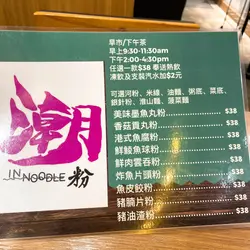 潮
IN NOODLE 粉
早市/下午茶
早上9:30-11:30am
下午2:00-4:30pm
任選一款$38 奉送熱飲
凍飲及支裝汽水加$2元
可選河粉、米線、油麵、粥底、菜底、
銀針粉、淮山麵、菠菜麵
美味墨魚丸粉 $38
香菇貢丸粉 $38
港式魚腐粉 $38
鮮鯪魚球粉 $38
鮮肉雲吞粉 $38
炸魚片頭粉 $38
魚皮餃粉 $38
豬腩片粉 $38
豬油渣粉 $38